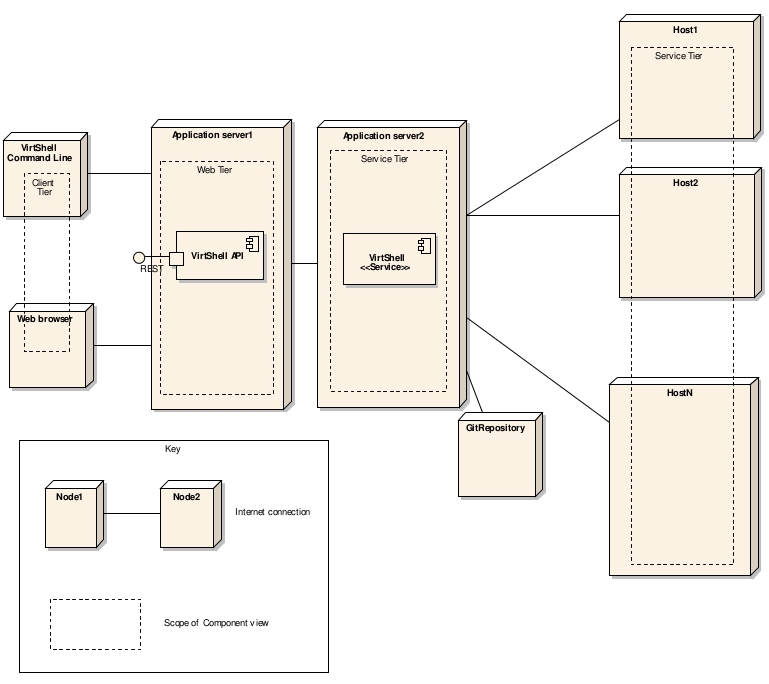 Host1
Service Tier
Application server1
Application server2
VirtShell
Command Line
Service Tier
Web Tier
Client
Tier
Host2
VirtShell API
VirtShell
<<Service>>
REST
Web browser
HostN
GitRepository
Key
Node1
Node2
Internet connection
Scope of Component view